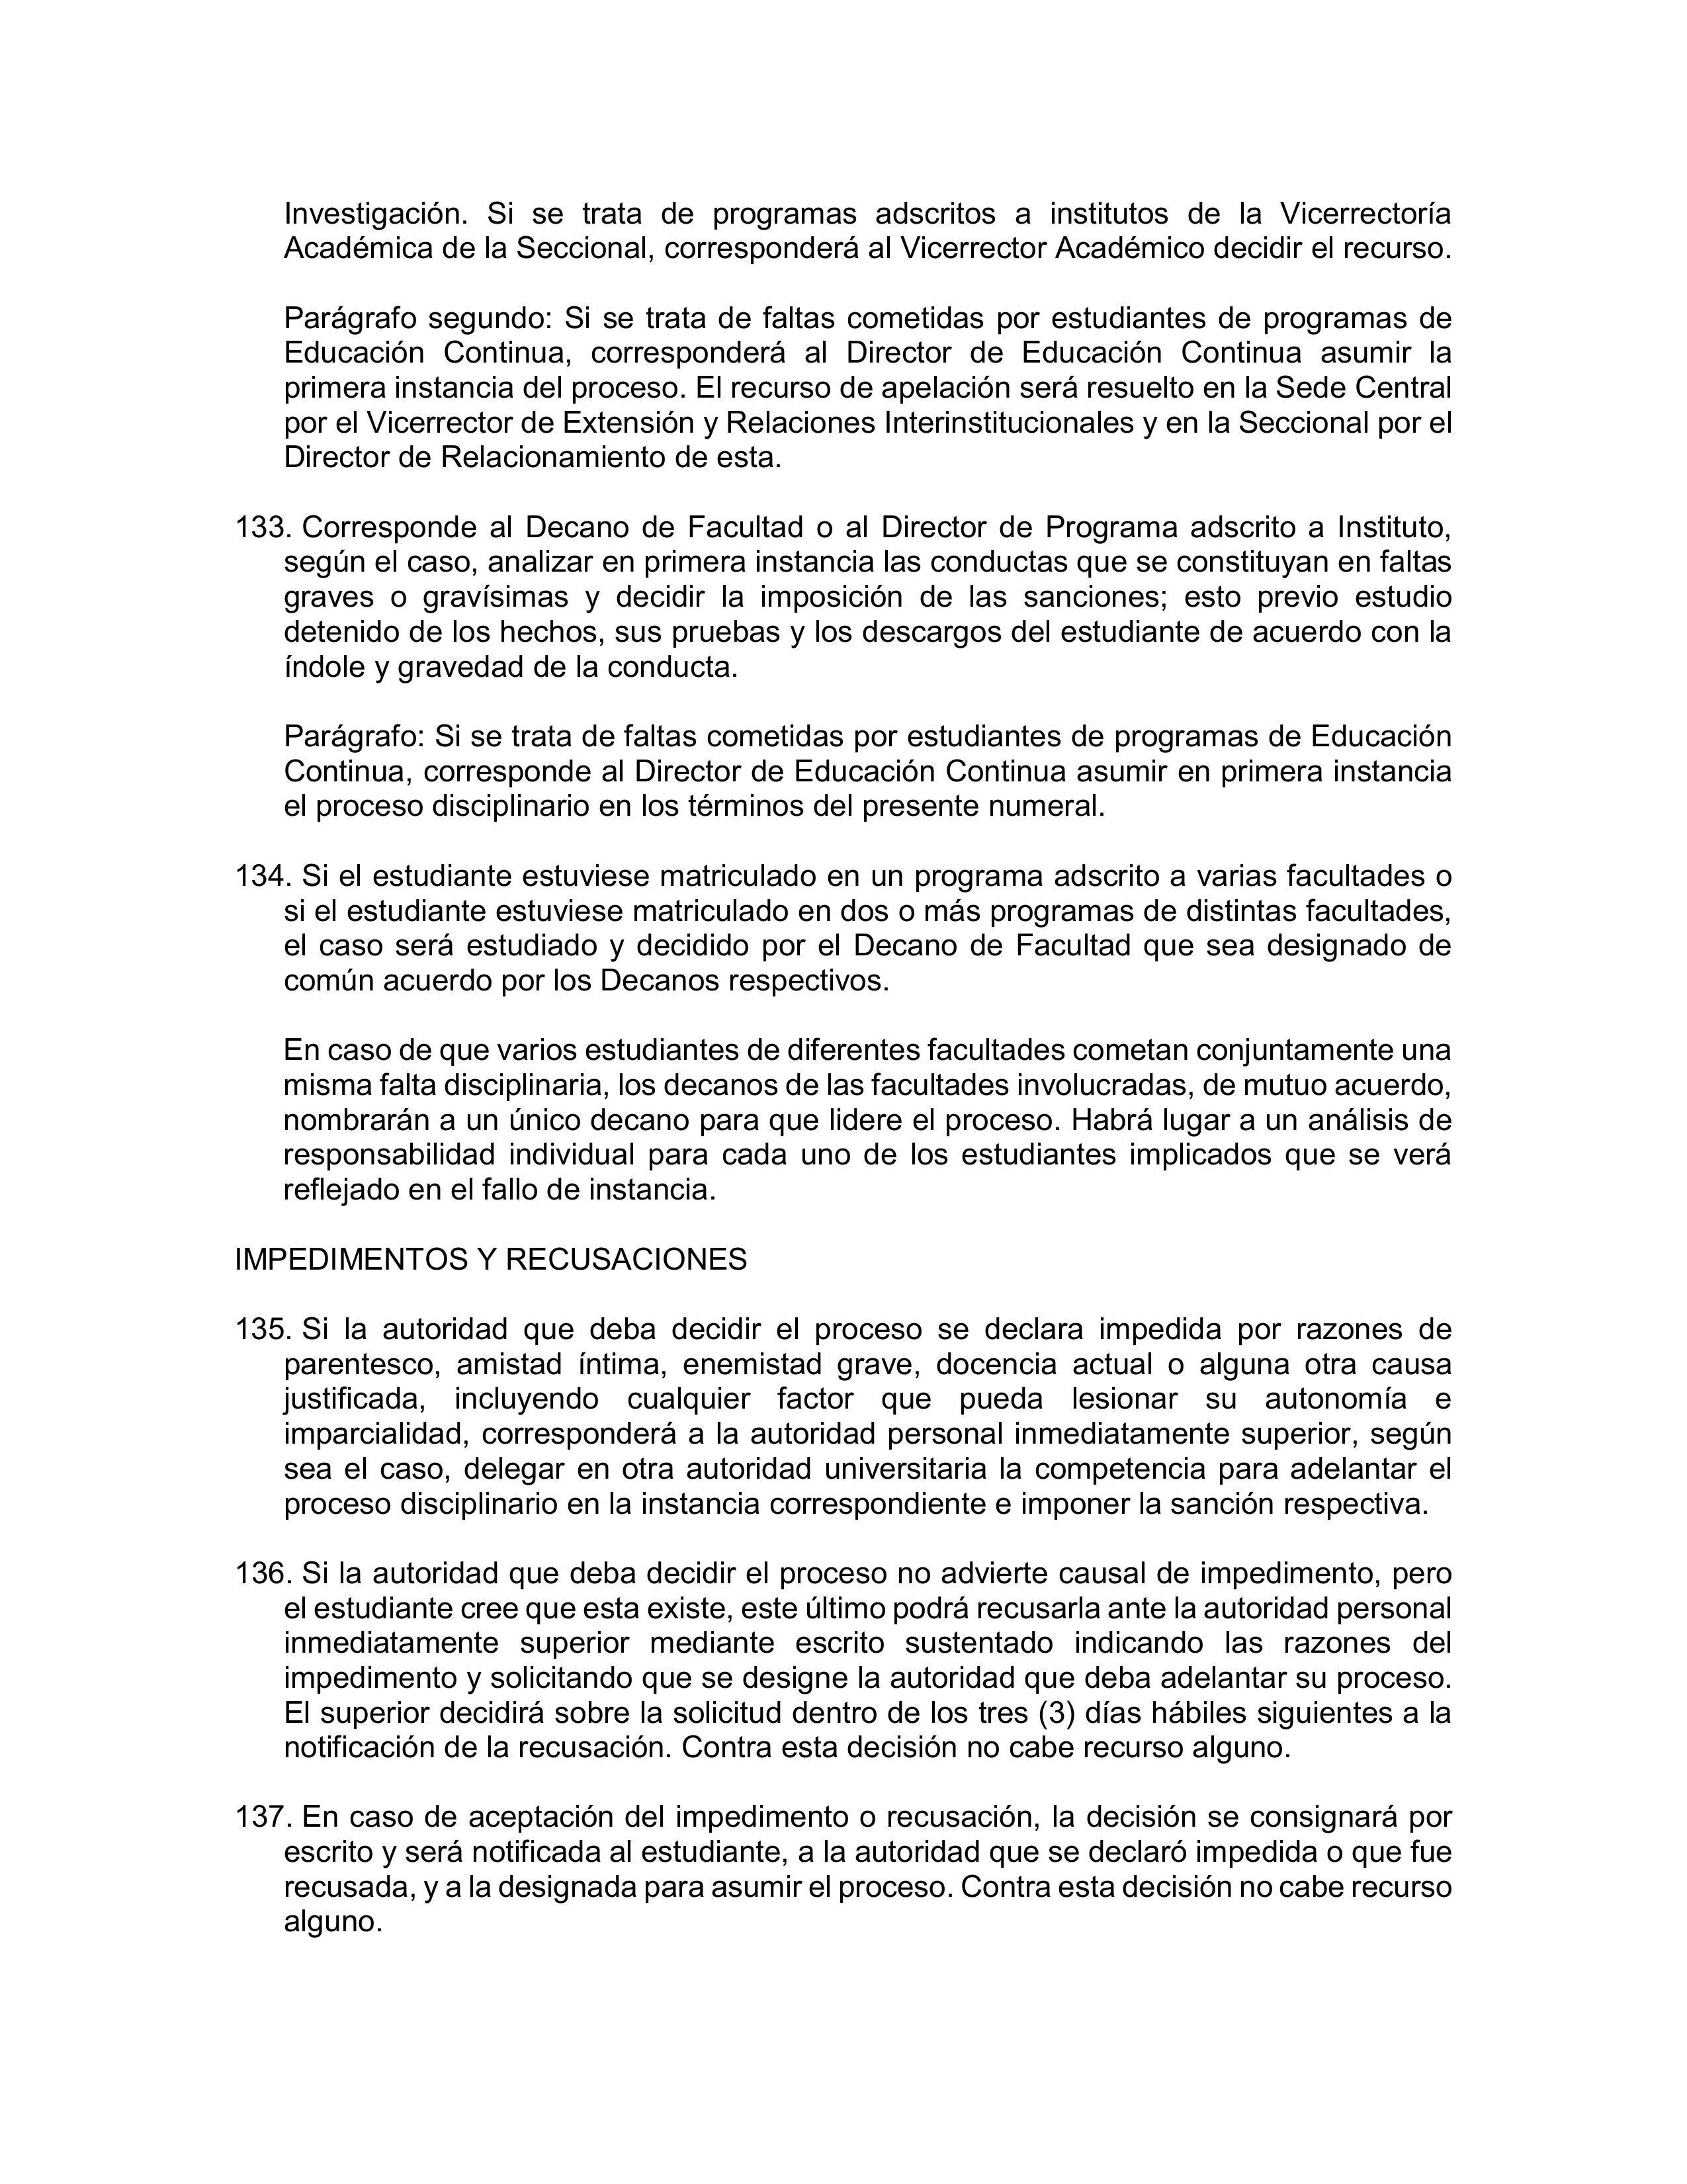 Investigación. Si se trata de programas adscritos a institutos de la Vicerrectoría
Académica de la Seccional, corresponderá al Vicerrector Académico decidir el recurso.
Parágrafo segundo: Si se trata de faltas cometidas por estudiantes de programas de
Educación Continua, corresponderá al Director de Educación Continua asumir la
primera instancia del proceso. El recurso de apelación será resuelto en la Sede Central
por el Vicerrector de Extensión y Relaciones Interinstitucionales y en la Seccional por el
Director de Relacionamiento de esta.
133. Corresponde al Decano de Facultad o al Director de Programa adscrito a Instituto,
según el caso, analizar en primera instancia las conductas que se constituyan en faltas
graves o gravísimas y decidir la imposición de las sanciones; esto previo estudio
detenido de los hechos, sus pruebas y los descargos del estudiante de acuerdo con la
índole y gravedad de la conducta.
Parágrafo: Si se trata de faltas cometidas por estudiantes de programas de Educación
Continua, corresponde al Director de Educación Continua asumir en primera instancia
el proceso disciplinario en los términos del presente numeral.
134. Si el estudiante estuviese matriculado en un programa adscrito a varias facultades o
si el estudiante estuviese matriculado en dos o más programas de distintas facultades,
el caso será estudiado y decidido por el Decano de Facultad que sea designado de
común acuerdo por los Decanos respectivos.
En caso de que varios estudiantes de diferentes facultades cometan conjuntamente una
misma falta disciplinaria, los decanos de las facultades involucradas, de mutuo acuerdo,
nombrarán a un único decano para que lidere el proceso. Habrá lugar a un análisis de
responsabilidad individual para cada uno de los estudiantes implicados que se verá
reflejado en el fallo de instancia.
IMPEDIMENTOS Y RECUSACIONES
135. Si la autoridad que deba decidir el proceso se declara impedida por razones de
parentesco, amistad íntima, enemistad grave, docencia actual o alguna otra causa
justificada, incluyendo cualquier factor que pueda lesionar su autonomía e
imparcialidad, corresponderá a la autoridad personal inmediatamente superior, según
sea el caso, delegar en otra autoridad universitaria la competencia para adelantar el
proceso disciplinario en la instancia correspondiente e imponer la sanción respectiva.
136. Si la autoridad que deba decidir el proceso no advierte causal de impedimento, pero
el estudiante cree que esta existe, este último podrá recusarla ante la autoridad personal
inmediatamente superior mediante escrito sustentado indicando las razones del
impedimento y solicitando que se designe la autoridad que deba adelantar su proceso.
El superior decidirá sobre la solicitud dentro de los tres (3) días hábiles siguientes a la
notificación de la recusación. Contra esta decisión no cabe recurso alguno.
137. En caso de aceptación del impedimento o recusación, la decisión se consignará por
escrito y será notificada al estudiante, a la autoridad que se declaró impedida o que fue
recusada, y a la designada para asumir el proceso. Contra esta decisión no cabe recurso
alguno.